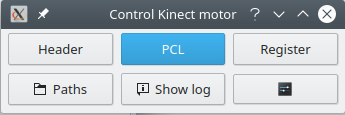 Control Kinect motor
Header PCL Register
Paths Show log